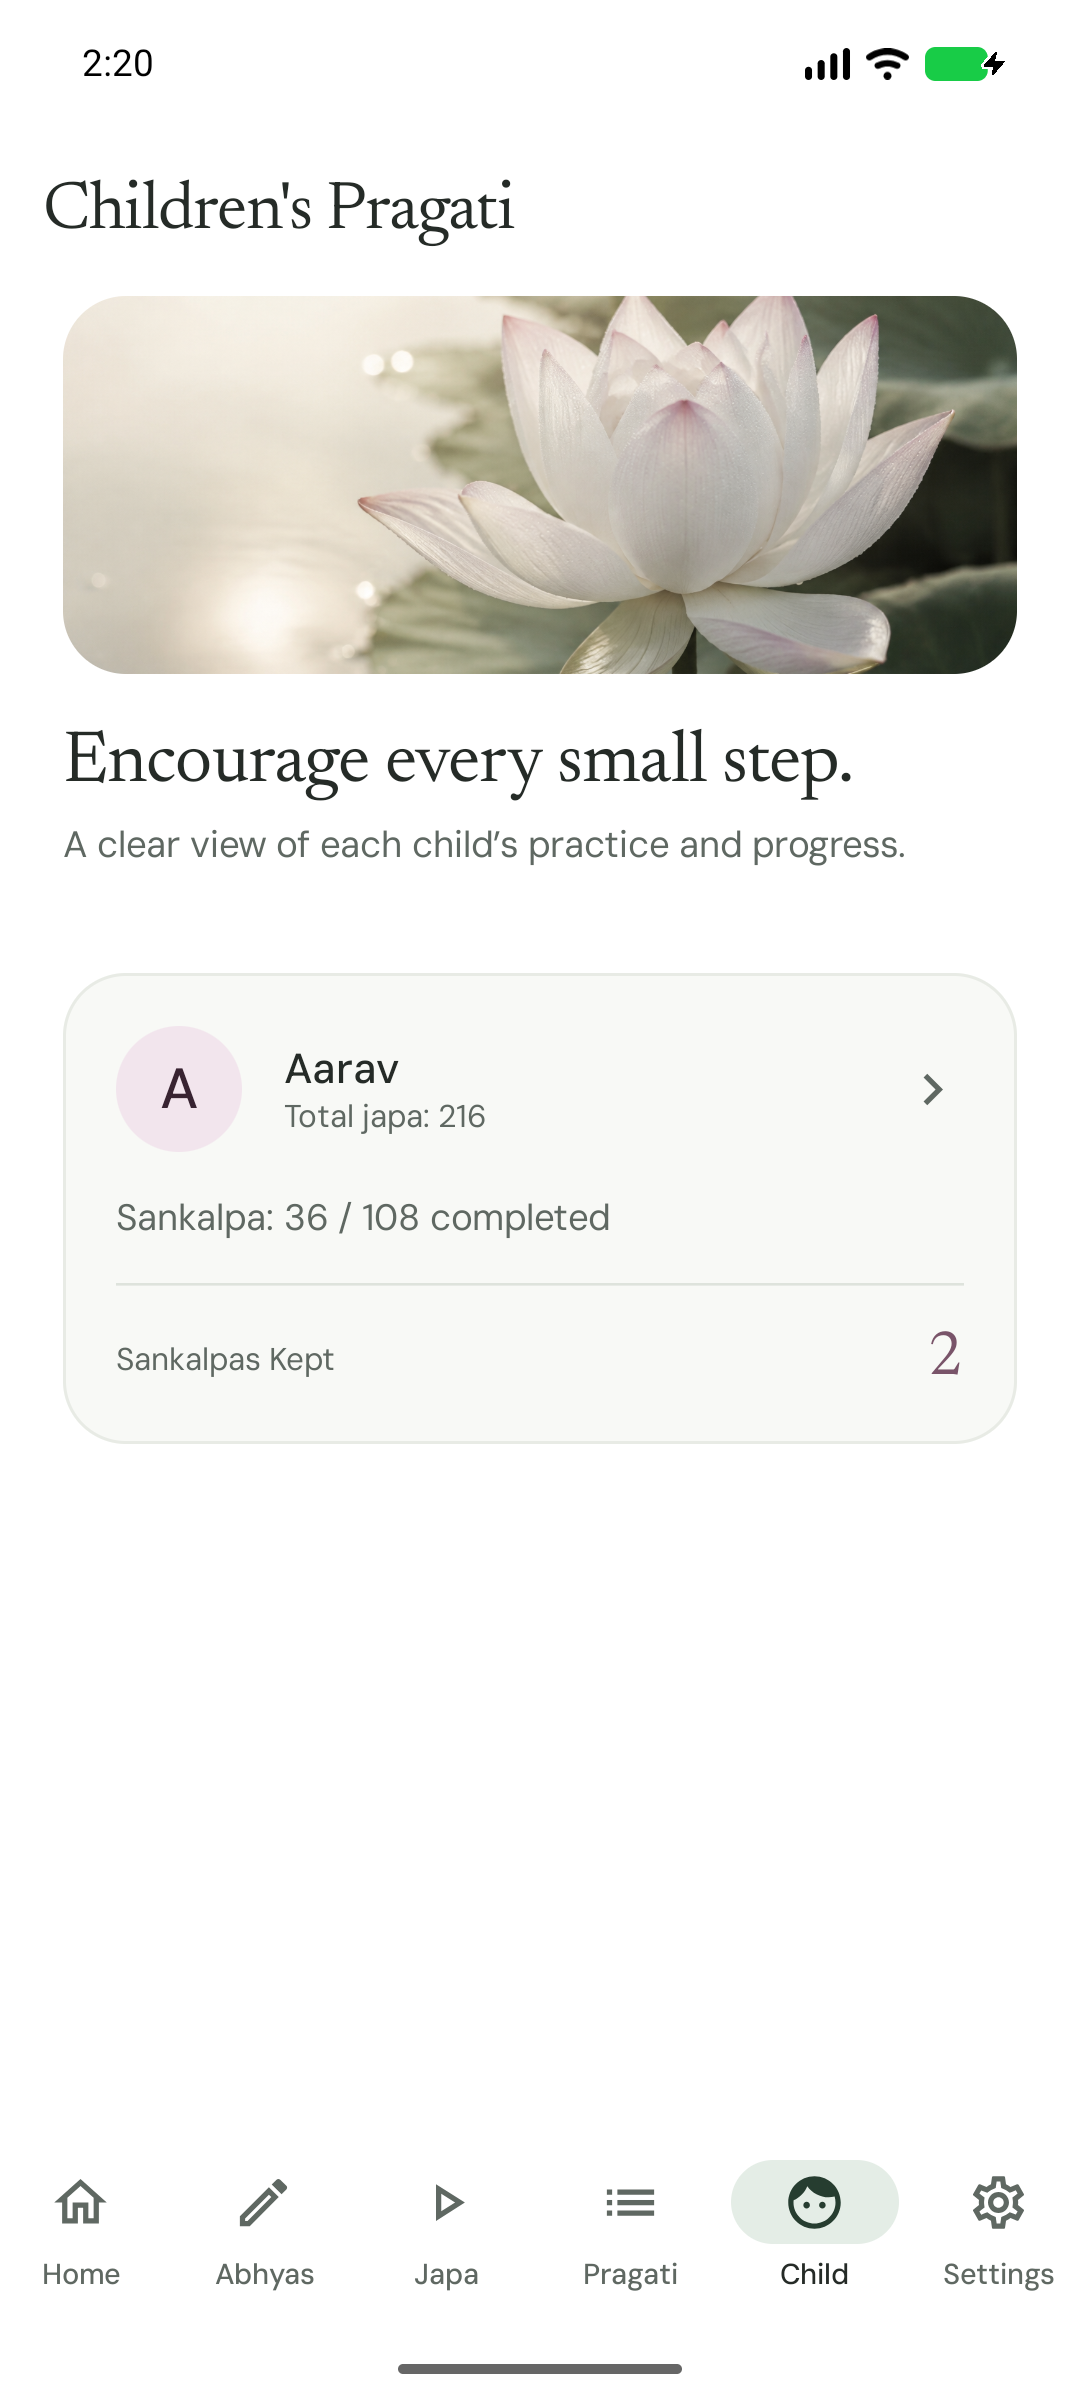 2:20
Children's Pragati
Encourage every small step.
A clear view of each child’s practice and progress.
A
Aarav
Total japa: 216
Sankalpa: 36 / 108 completed
Sankalpas Kept
2
Home
Abhyas
Japa
Pragati
Child
Settings